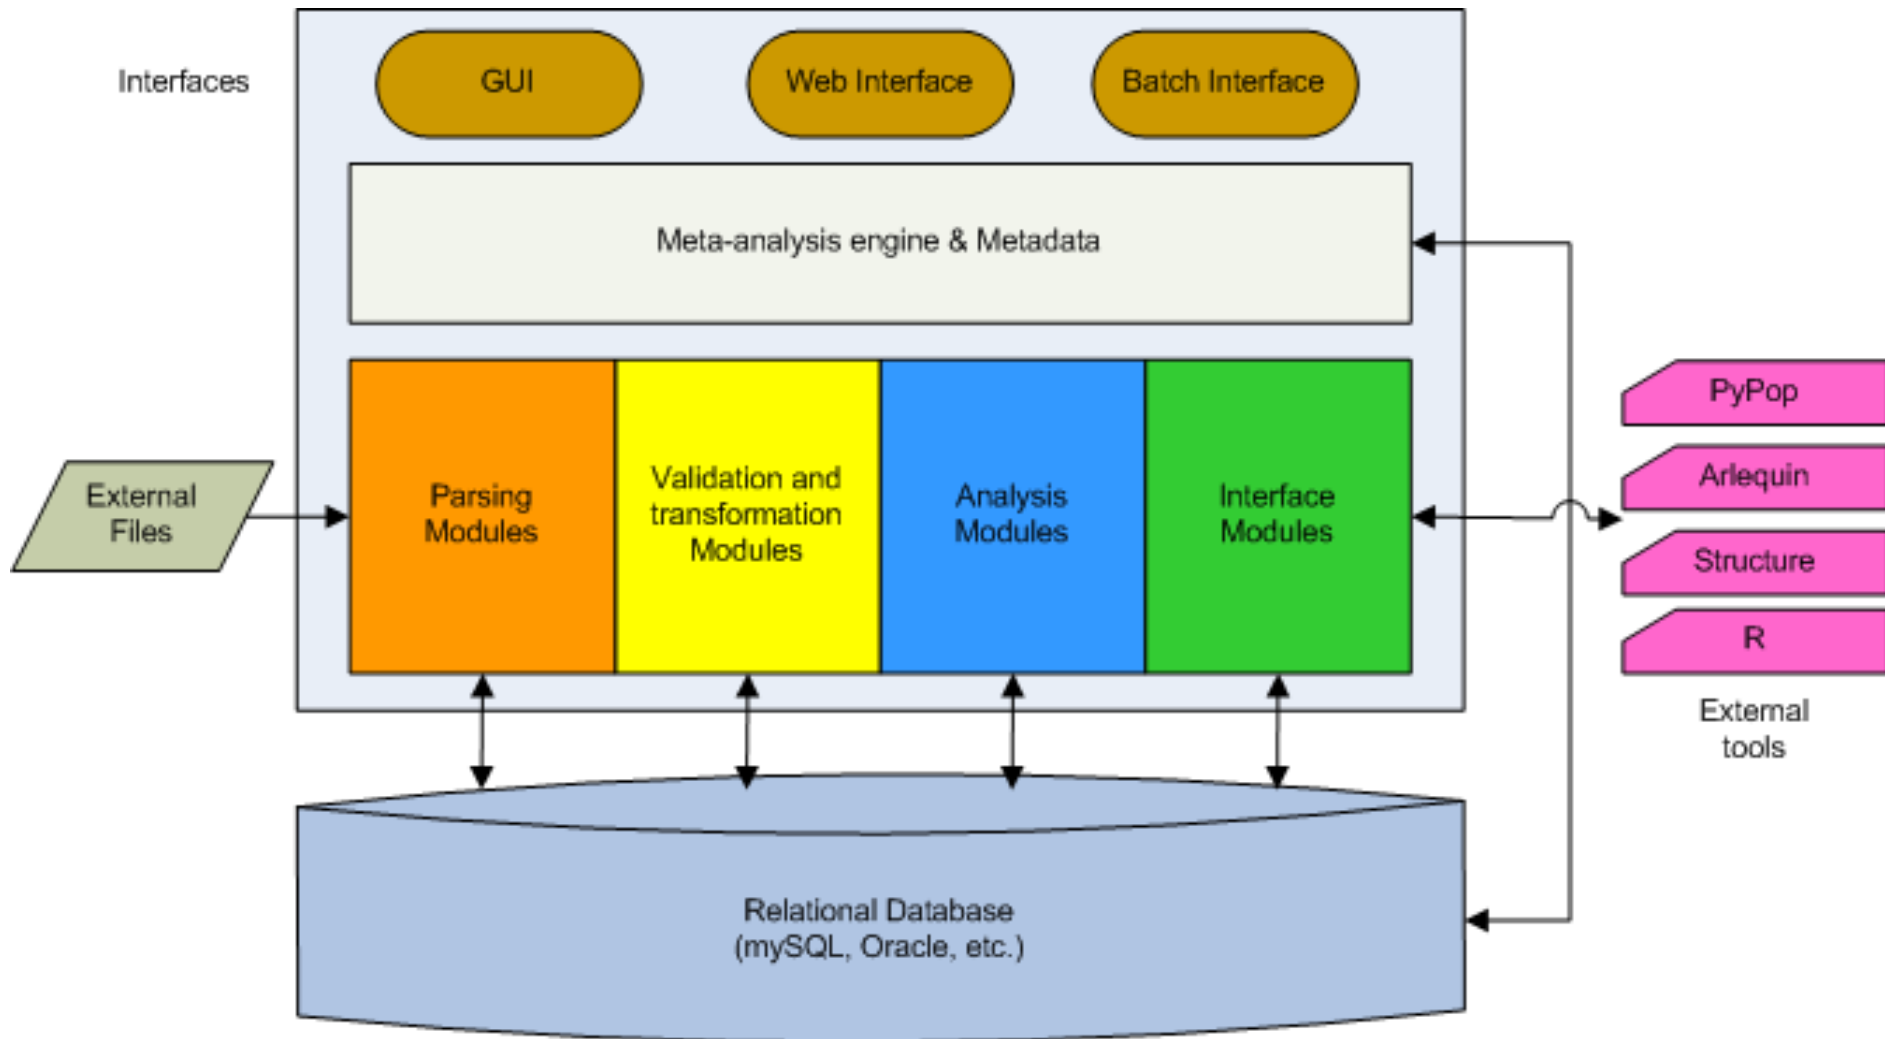 Interfaces
GUI
Web Interface
Batch Interface
Meta-analysis engine & Metadata
External
Files
Parsing
Modules
Validation and
transformation
Modules
Analysis
Modules
Interface
Modules
PyPop
Arlequin
Structure
R
External
tools
Relational Database
(mySQL, Oracle, etc.)